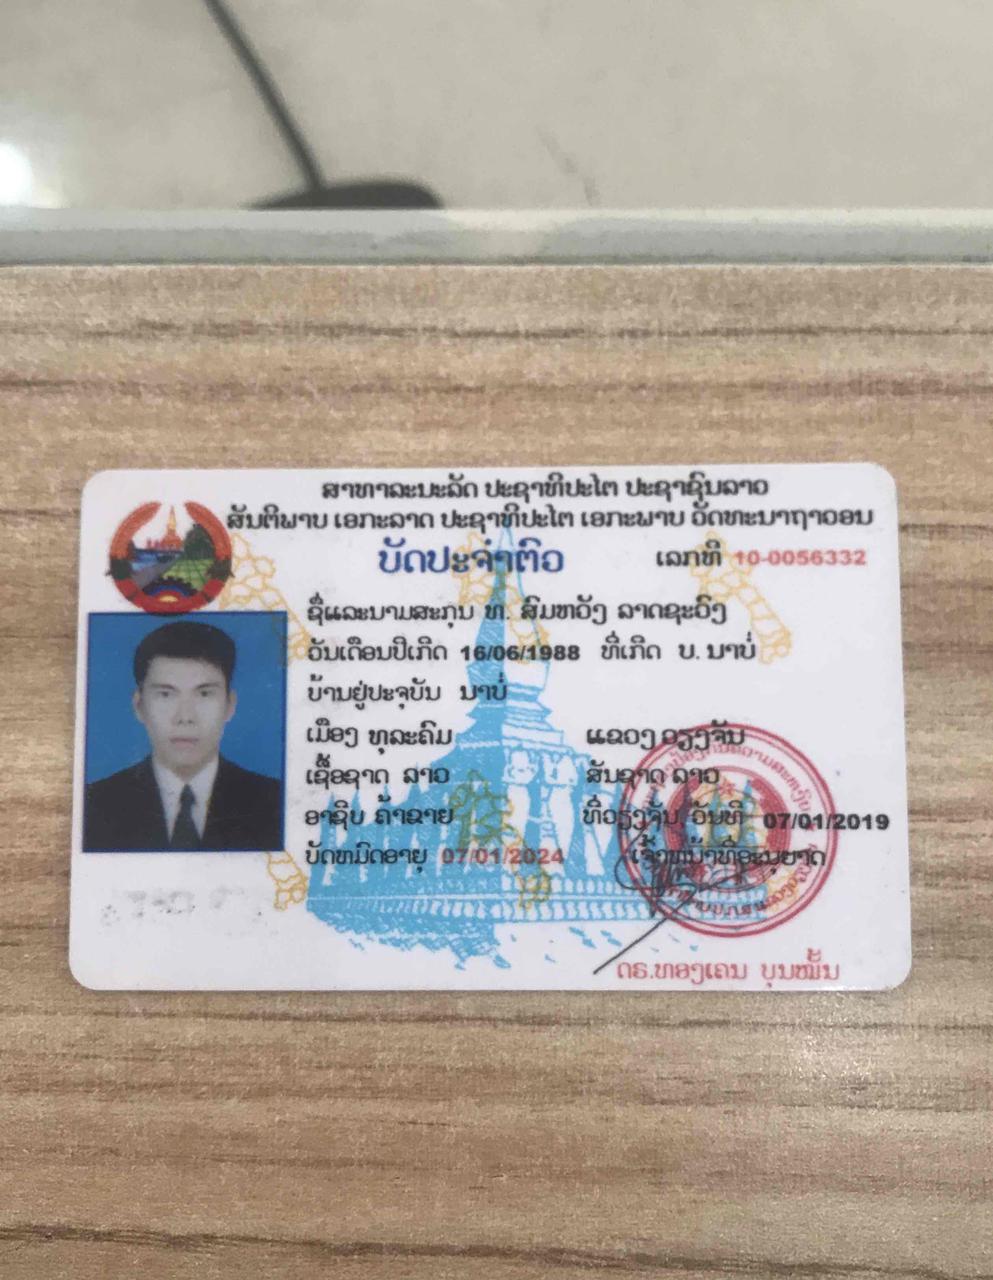 ສາທາລະນະລັດ ປະຊາທິປະໄຕ ປະຊາຊົນລາວ
ສັນຕິພາບ ເອກະລາດ ປະຊາທິປະໄຕ ເອກະພາບ ວັດທະນາຖາວອນ
ບັດປະຈຳຕົວ ເລກທີ 10-0056332
ຊື່ແລະນາມສະກຸນ ທ. ສົມຫວັງ ລາດຊະວົງ
ວັນເດືອນປີເກີດ 16/06/1988 ທີ່ເກີດ ບ. ນາບໍ່
ບ້ານຢູ່ປະຈຸບັນ ນາບໍ່
ເມືອງ ທຸລະຄົມ ແຂວງ ວຽງຈັນ
ເຊື້ອຊາດ ລາວ ສັນຊາດ ລາວ
ອາຊີບ ຄ້າຂາຍ ທີ່ວຽງຈັນ ວັນທີ 07/01/2019
ບັດຫມົດອາຍຸ 07/01/2024 ເຈົ້າຫນ້າທີ່ອະນຸຍາດ
ດຣ.ທອງເຄນ ບຸນໝັ້ນ